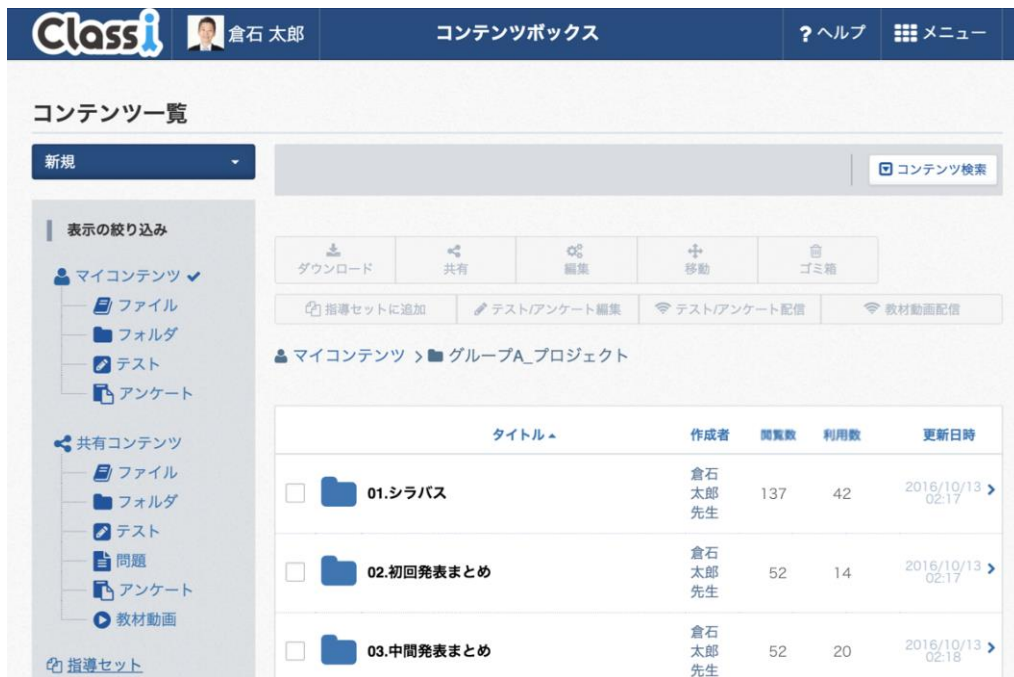 Classi 倉石 太郎 コンテンツボックス ? ヘルプ メニュー
コンテンツ一覧
新規
コンテンツ検索
表示の絞り込み
マイコンテンツ
ファイル
フォルダ
テスト
アンケート
共有コンテンツ
ファイル
フォルダ
テスト
問題
アンケート
教材動画
指導セット
ダウンロード 共有 編集 移動 ゴミ箱
指導セットに追加 テスト/アンケート編集 テスト/アンケート配信 教材動画配信
マイコンテンツ > グループA_プロジェクト
タイトル 作成者 閲覧数 利用数 更新日時
01.シラバス 倉石 太郎 先生 137 42 2016/10/13 02:17
02.初回発表まとめ 倉石 太郎 先生 52 14 2016/10/13 02:17
03.中間発表まとめ 倉石 太郎 先生 52 20 2016/10/13 02:18